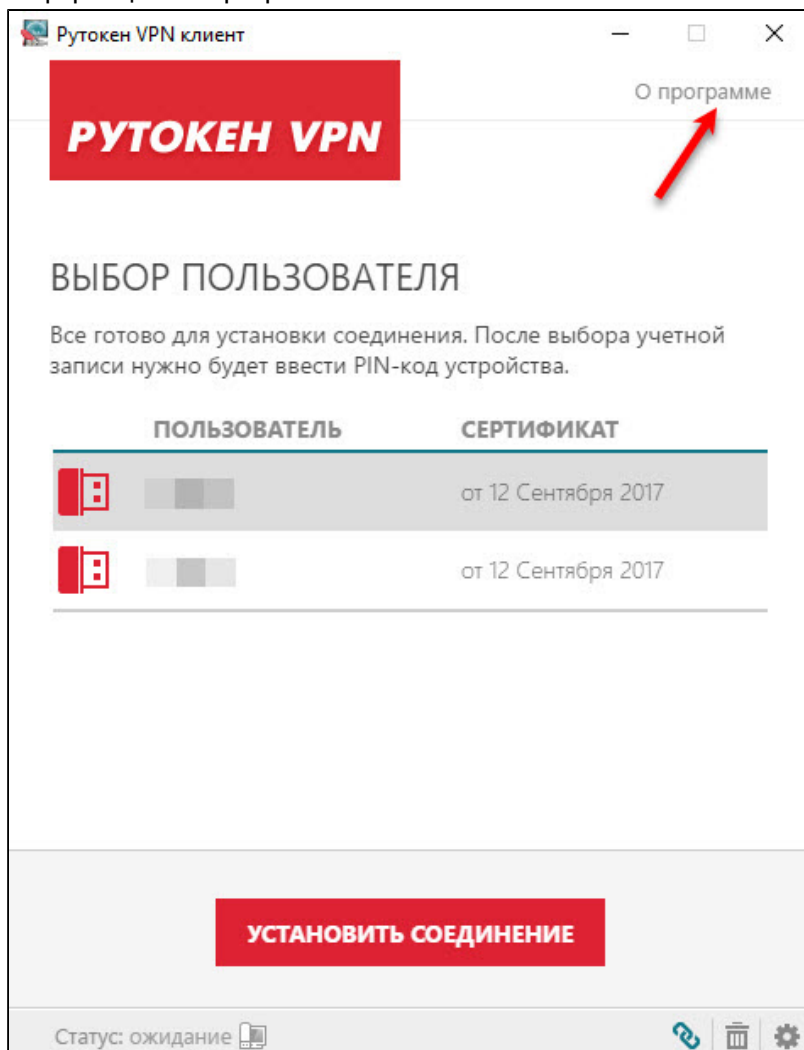 Рутокен VPN клиент
О программе
РУТОКЕН VPN
ВЫБОР ПОЛЬЗОВАТЕЛЯ
Все готово для установки соединения. После выбора учетной
записи нужно будет ввести PIN-код устройства.
ПОЛЬЗОВАТЕЛЬ СЕРТИФИКАТ
от 12 Сентября 2017
от 12 Сентября 2017
УСТАНОВИТЬ СОЕДИНЕНИЕ
Статус: ожидание